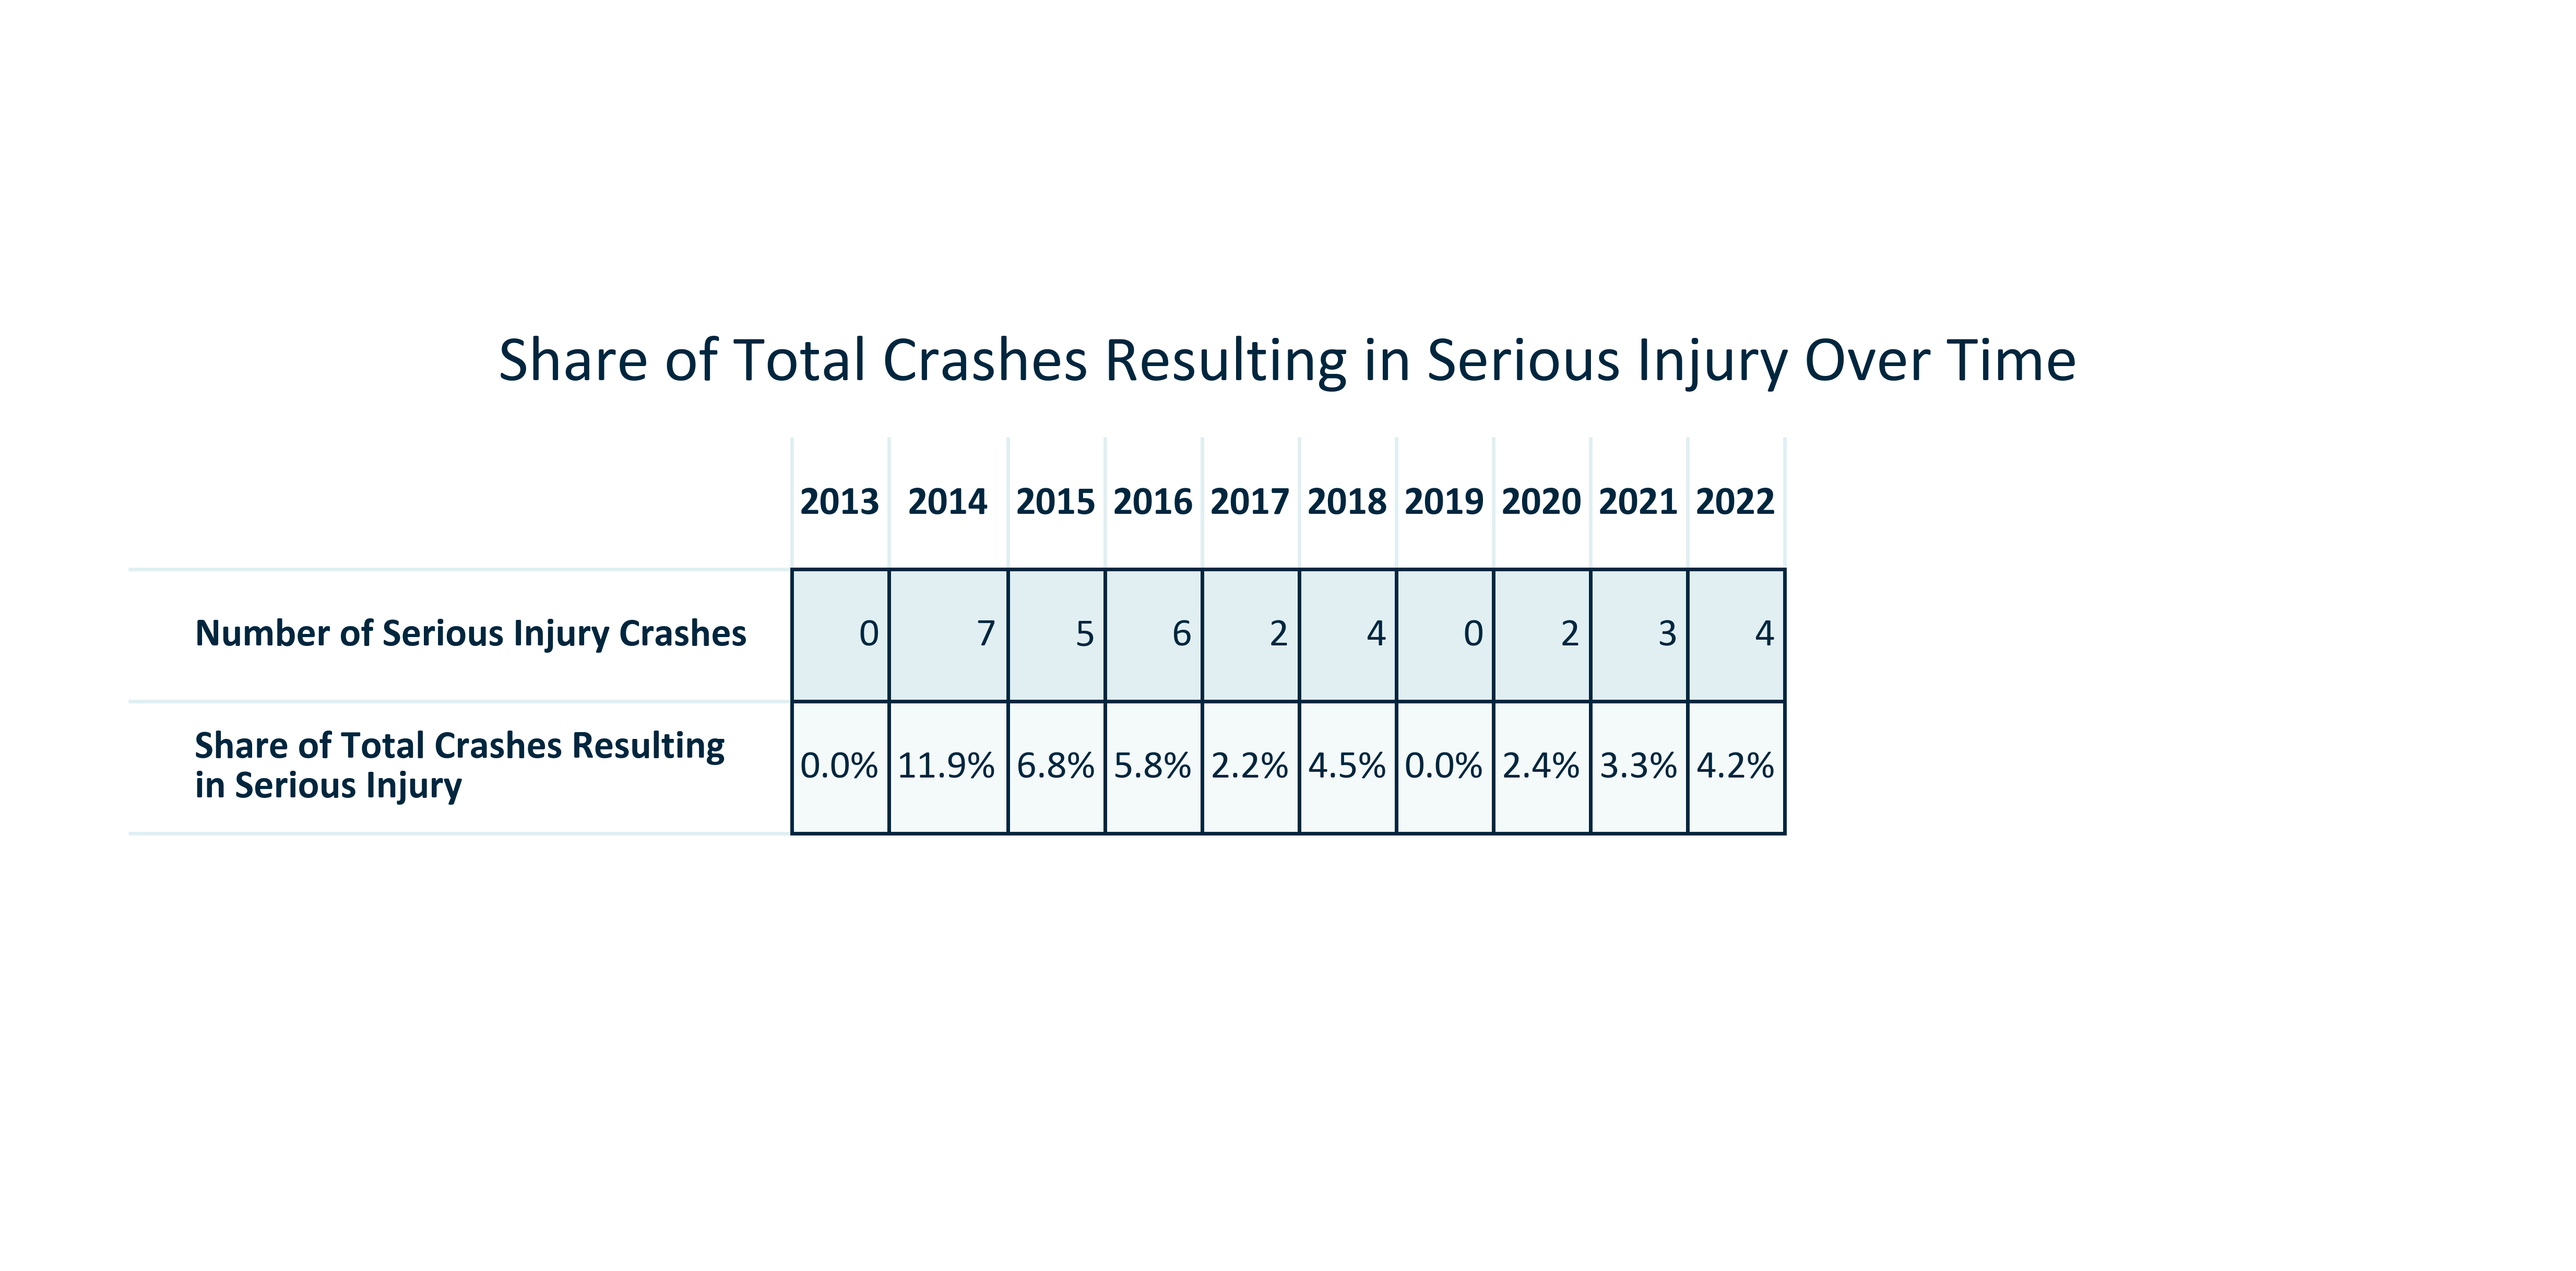 Share of Total Crashes Resulting in Serious Injury Over Time
2013 2014 2015 2016 2017 2018 2019 2020 2021 2022
Number of Serious Injury Crashes 0 7 5 6 2 4 0 2 3 4
Share of Total Crashes Resulting
in Serious Injury 0.0% 11.9% 6.8% 5.8% 2.2% 4.5% 0.0% 2.4% 3.3% 4.2%